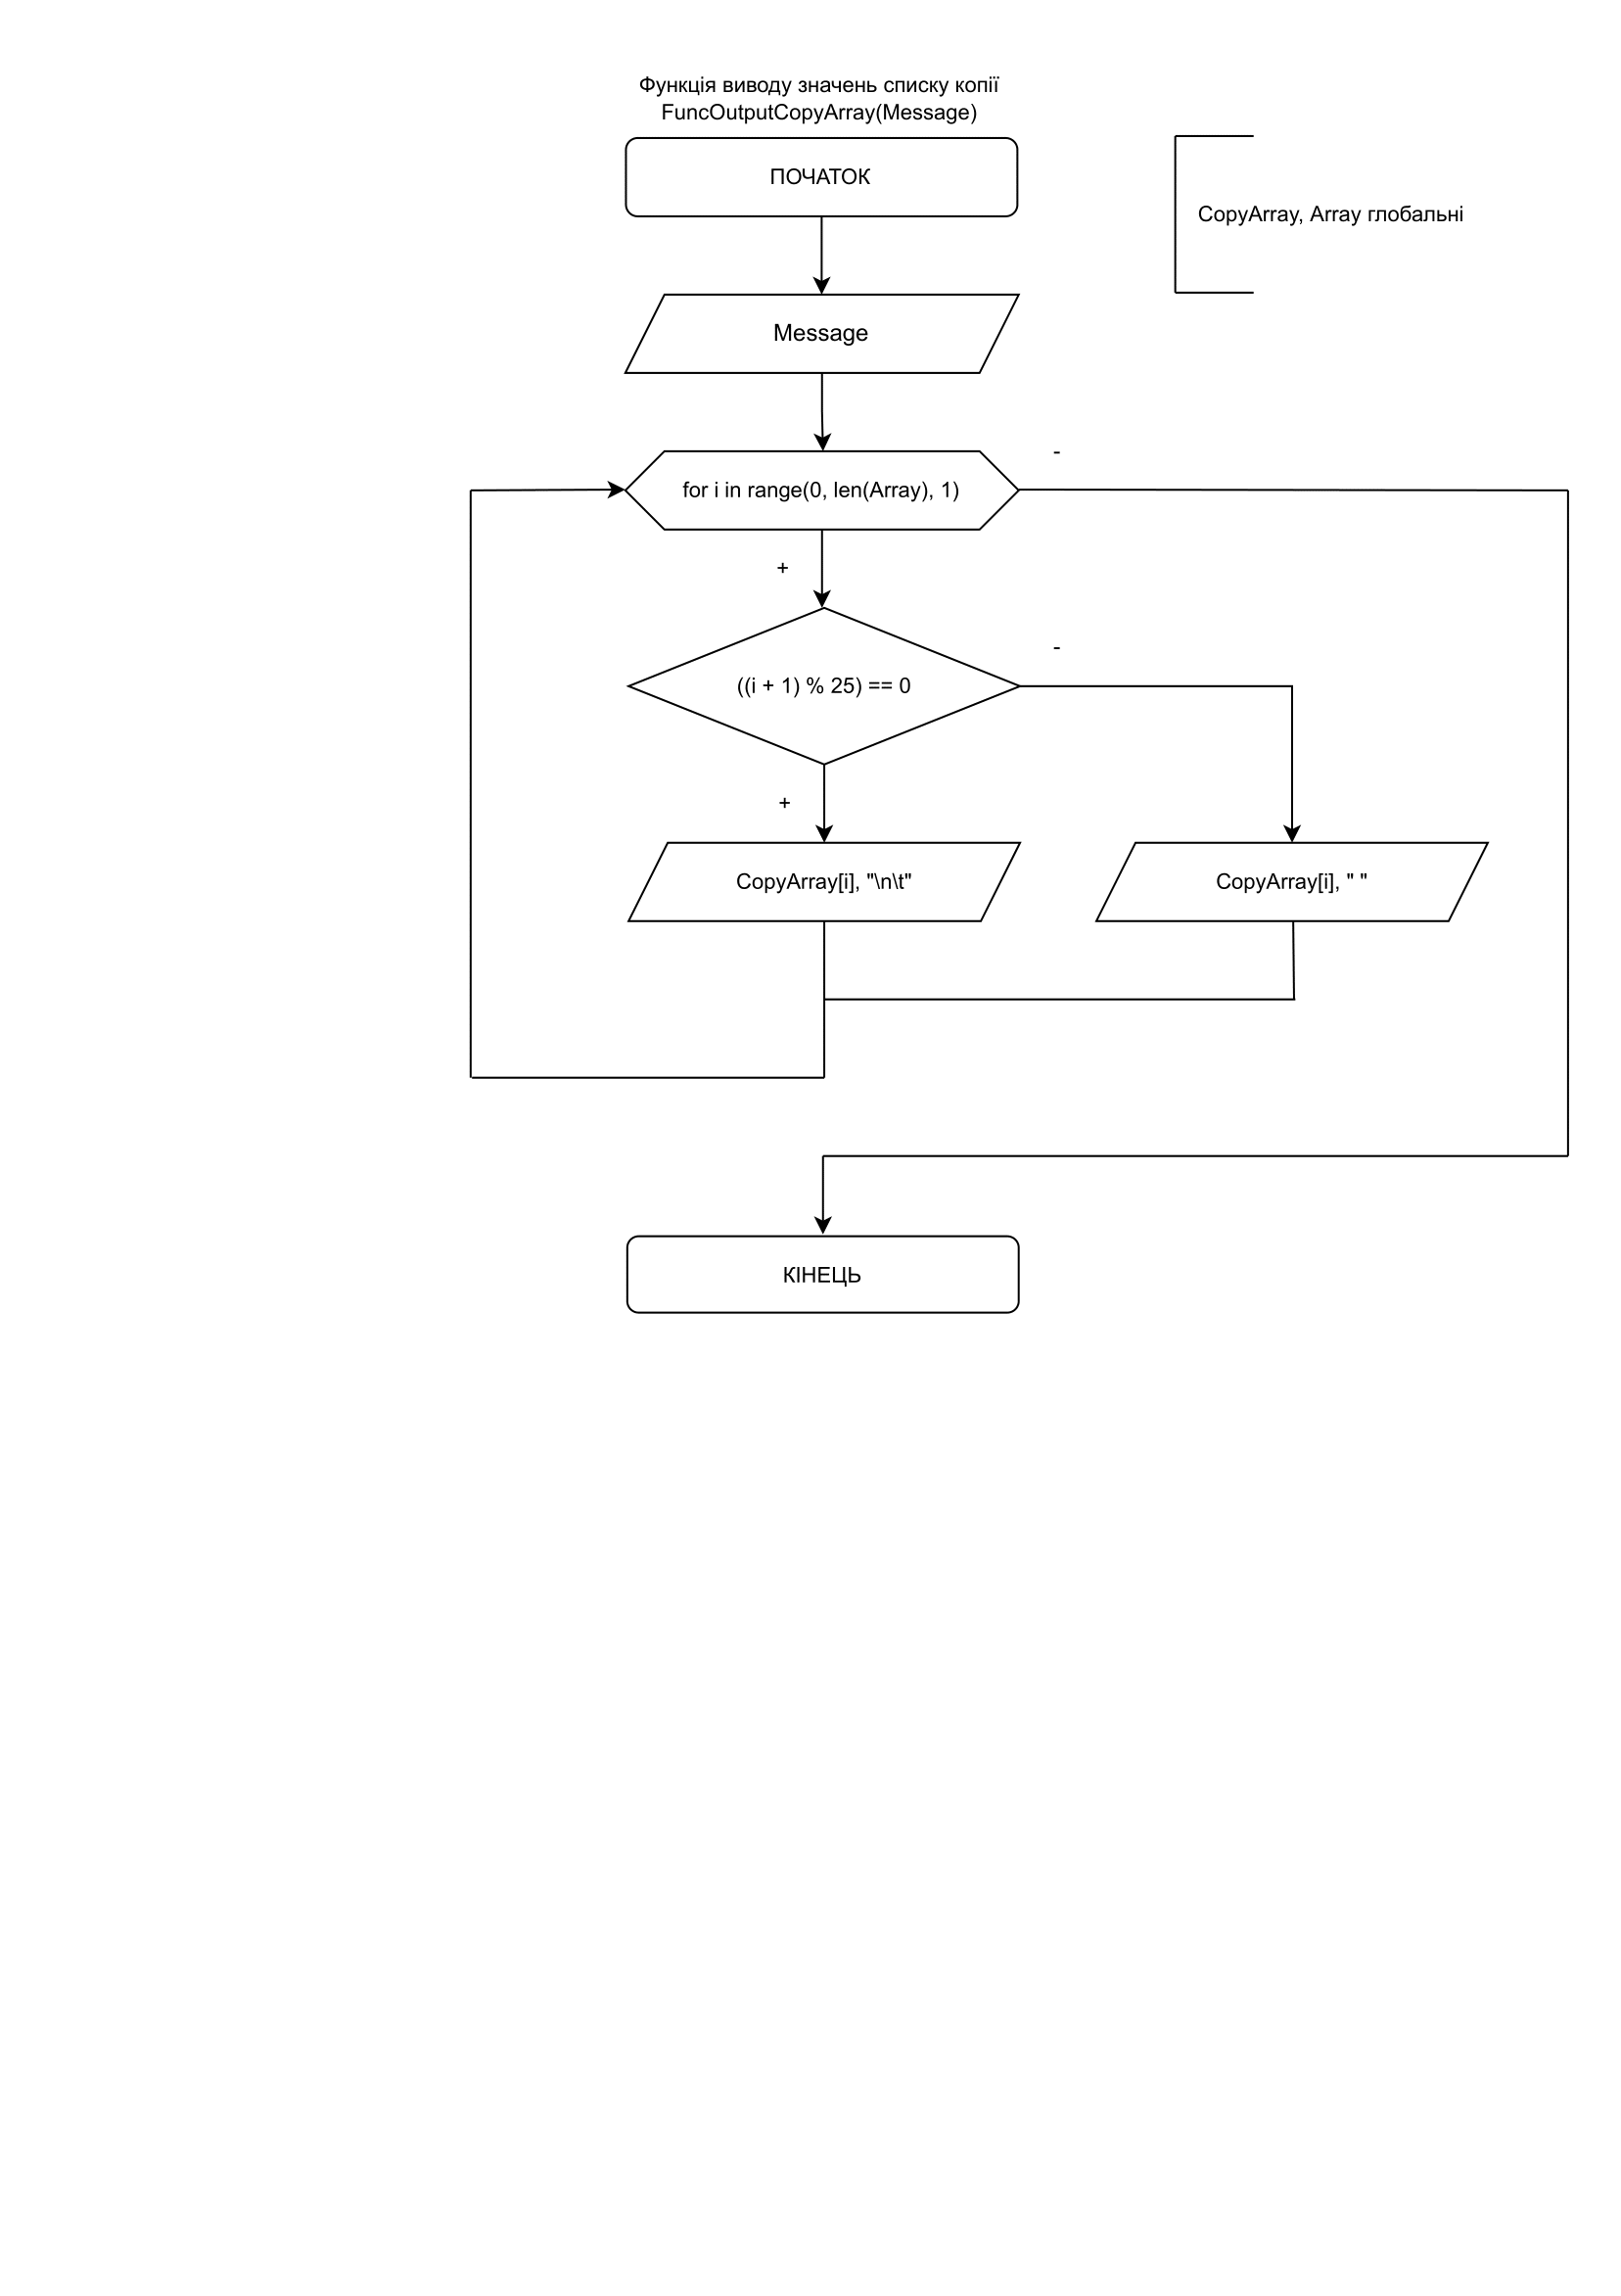 Функція виводу значень списку копії
FuncOutputCopyArray(Message)
ПОЧАТОК
CopyArray, Array глобальні
Message
-
for i in range(0, len(Array), 1)
+
-
((i + 1) % 25) == 0
+
CopyArray[i], "\n\t"
CopyArray[i], " "
КІНЕЦЬ